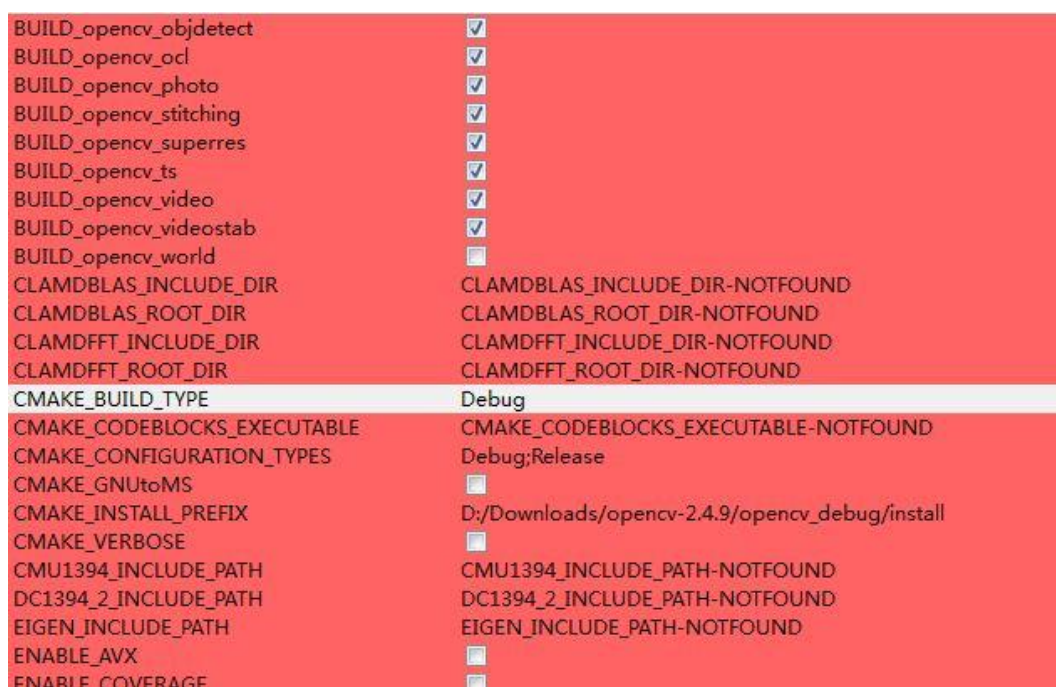 BUILD_opencv_objdetect
BUILD_opencv_ocl
BUILD_opencv_photo
BUILD_opencv_stitching
BUILD_opencv_superres
BUILD_opencv_ts
BUILD_opencv_video
BUILD_opencv_videostab
BUILD_opencv_world
CLAMDBLAS_INCLUDE_DIR CLAMDBLAS_INCLUDE_DIR-NOTFOUND
CLAMDBLAS_ROOT_DIR CLAMDBLAS_ROOT_DIR-NOTFOUND
CLAMDFFT_INCLUDE_DIR CLAMDFFT_INCLUDE_DIR-NOTFOUND
CLAMDFFT_ROOT_DIR CLAMDFFT_ROOT_DIR-NOTFOUND
CMAKE_BUILD_TYPE Debug
CMAKE_CODEBLOCKS_EXECUTABLE CMAKE_CODEBLOCKS_EXECUTABLE-NOTFOUND
CMAKE_CONFIGURATION_TYPES Debug;Release
CMAKE_GNUtoMS
CMAKE_INSTALL_PREFIX D:/Downloads/opencv-2.4.9/opencv_debug/install
CMAKE_VERBOSE
CMU1394_INCLUDE_PATH CMU1394_INCLUDE_PATH-NOTFOUND
DC1394_2_INCLUDE_PATH DC1394_2_INCLUDE_PATH-NOTFOUND
EIGEN_INCLUDE_PATH EIGEN_INCLUDE_PATH-NOTFOUND
ENABLE_AVX
ENABLE_COVERAGE